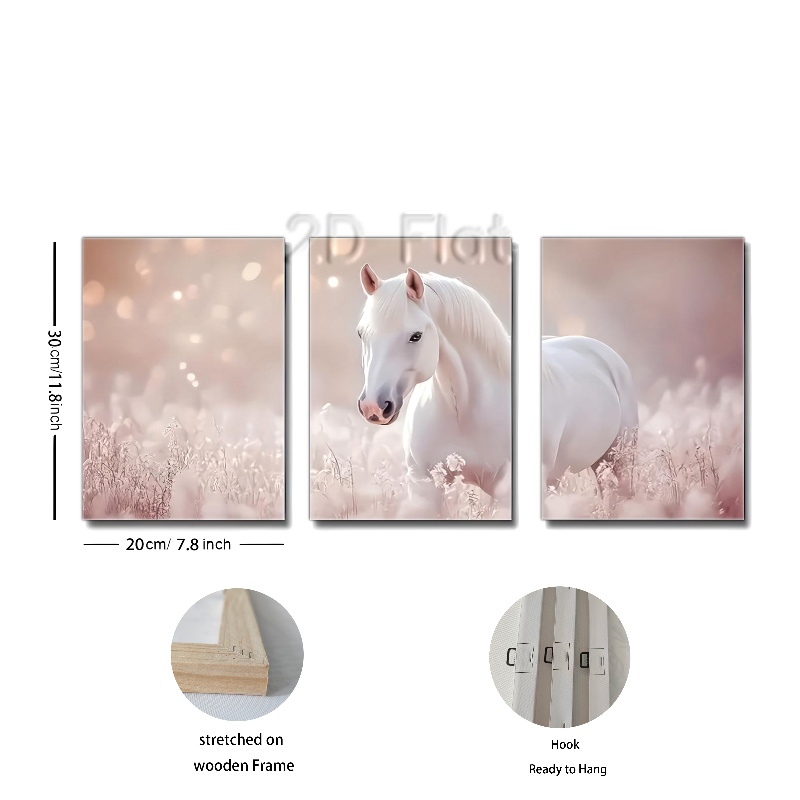 2D Flat
30cm/11.8inch
20cm/ 7.8 inch
stretched on
wooden Frame
Hook
Ready to Hang